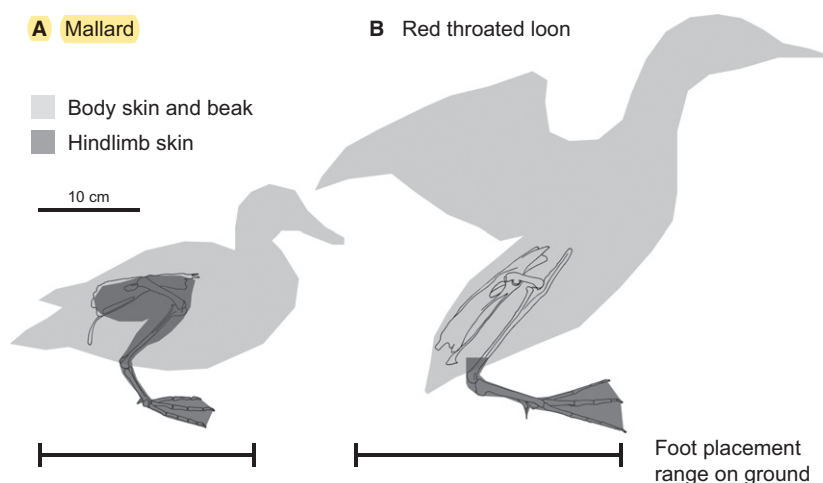 A Mallard
B Red throated loon
Body skin and beak
Hindlimb skin
10 cm
Foot placement
range on ground